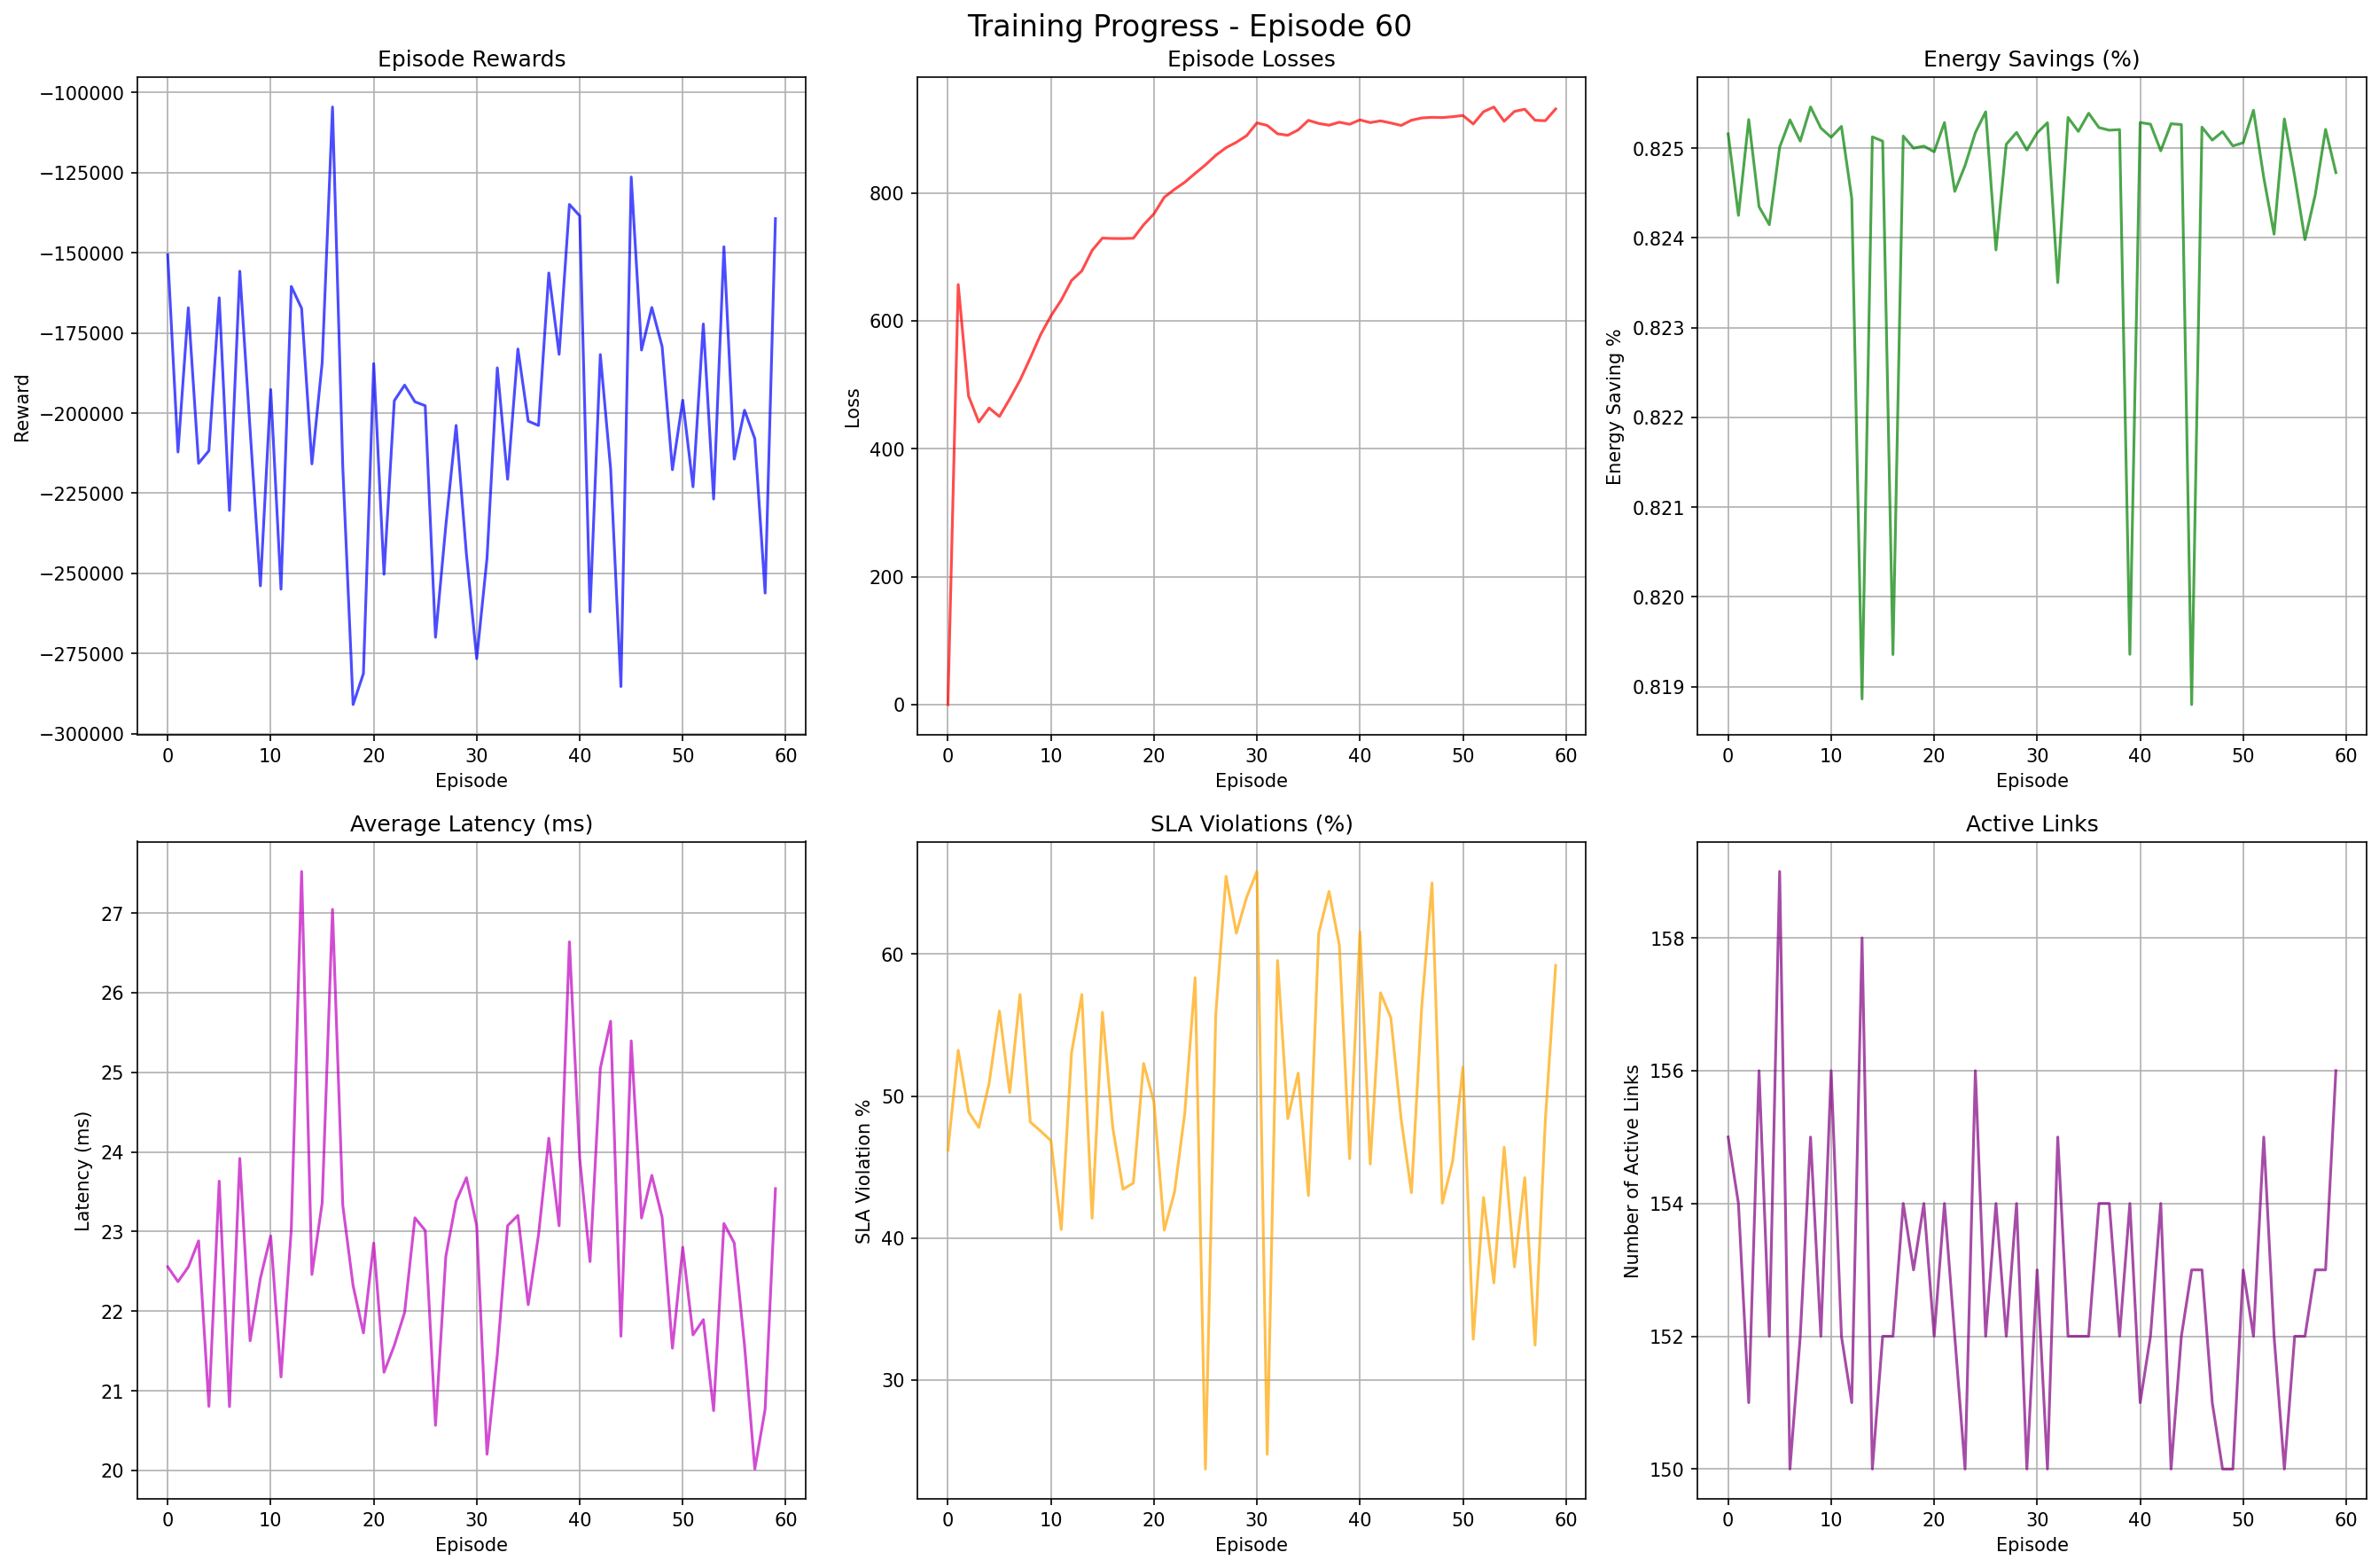 Training Progress - Episode 60
Episode Rewards
Reward
−100000
−125000
−150000
−175000
−200000
−225000
−250000
−275000
−300000
0 10 20 30 40 50 60
Episode
Episode Losses
Loss
800
600
400
200
0
0 10 20 30 40 50 60
Episode
Energy Savings (%)
Energy Saving %
0.825
0.824
0.823
0.822
0.821
0.820
0.819
0 10 20 30 40 50 60
Episode
Average Latency (ms)
Latency (ms)
27
26
25
24
23
22
21
20
0 10 20 30 40 50 60
Episode
SLA Violations (%)
SLA Violation %
60
50
40
30
0 10 20 30 40 50 60
Episode
Active Links
Number of Active Links
158
156
154
152
150
0 10 20 30 40 50 60
Episode